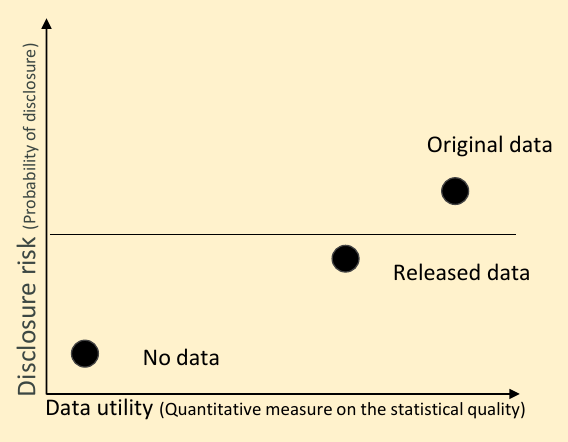 Disclosure risk (Probability of disclosure)
Original data
Released data
No data
Data utility (Quantitative measure on the statistical quality)